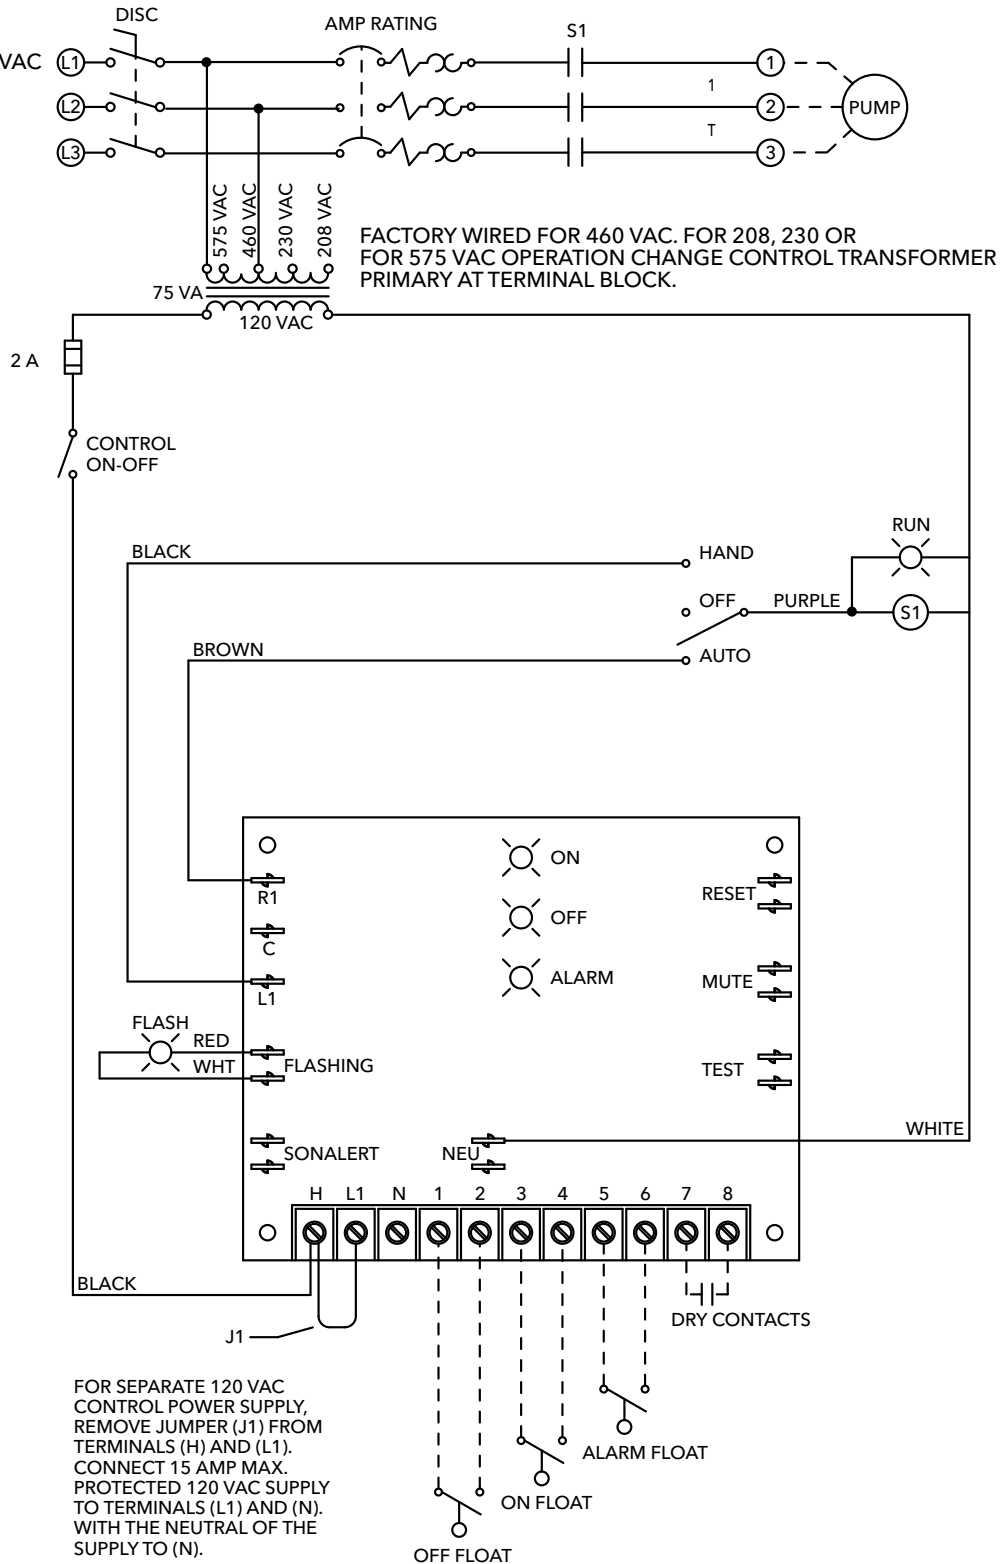 DISC
AMP RATING
S1
VAC
L1
1
1
L2
2
PUMP
T
L3
3
575 VAC
460 VAC
230 VAC
208 VAC
FACTORY WIRED FOR 460 VAC. FOR 208, 230 OR
FOR 575 VAC OPERATION CHANGE CONTROL TRANSFORMER
PRIMARY AT TERMINAL BLOCK.
75 VA
120 VAC
2 A
CONTROL
ON-OFF
RUN
BLACK
HAND
OFF
PURPLE
S1
BROWN
AUTO
ON
R1
RESET
OFF
C
ALARM
MUTE
L1
FLASH
RED
WHT
FLASHING
TEST
WHITE
SONALERT
NEU
H L1 N 1 2 3 4 5 6 7 8
BLACK
DRY CONTACTS
J1
FOR SEPARATE 120 VAC
CONTROL POWER SUPPLY,
REMOVE JUMPER (J1) FROM
TERMINALS (H) AND (L1).
CONNECT 15 AMP MAX.
PROTECTED 120 VAC SUPPLY
TO TERMINALS (L1) AND (N).
WITH THE NEUTRAL OF THE
SUPPLY TO (N).
ALARM FLOAT
ON FLOAT
OFF FLOAT